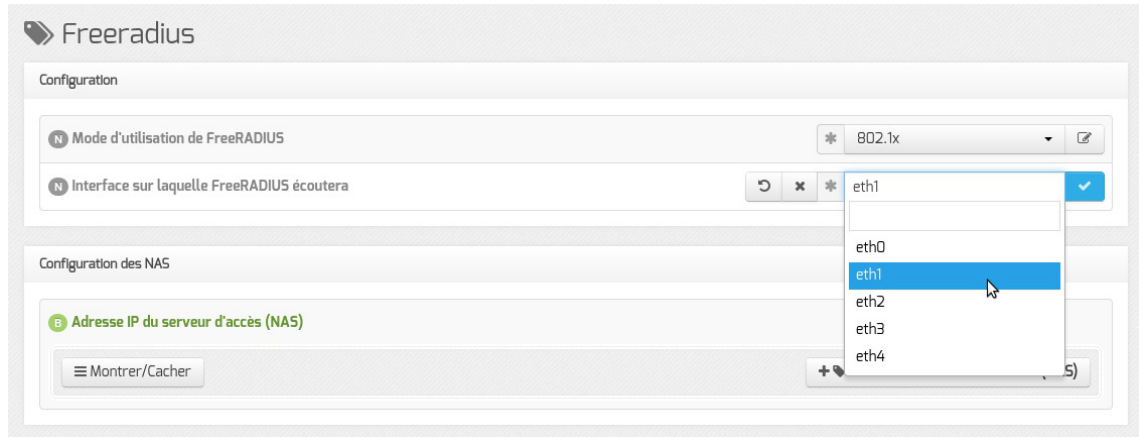 Freeradius
Configuration
N Mode d'utilisation de FreeRADIUS
802.1x
N Interface sur laquelle FreeRADIUS écoutera
eth1
eth0
eth1
eth2
eth3
eth4
Configuration des NAS
B Adresse IP du serveur d'accès (NAS)
Montrer/Cacher